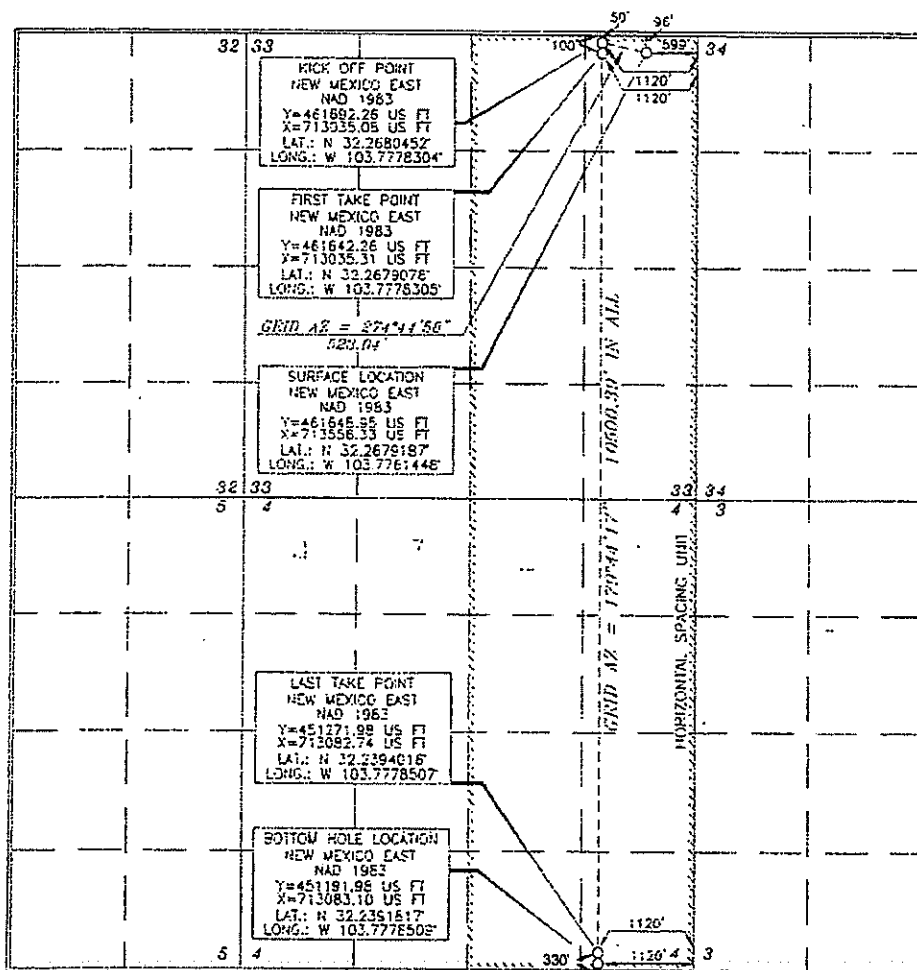 50' 96'
32 33 100' 599' 34
1120'
1120'
KICK OFF POINT
NEW MEXICO EAST
NAD 1983
Y=461692.26 US FT
X=713035.08 US FT
LAT.: N 32.2680452°
LONG.: W 103.7778304°
FIRST TAKE POINT
NEW MEXICO EAST
NAD 1983
Y=461642.26 US FT
X=713035.31 US FT
LAT.: N 32.2679078°
LONG.: W 103.7778305°
GRID AZ = 274°44'56"
523.04'
SURFACE LOCATION
NEW MEXICO EAST
NAD 1983
Y=461648.95 US FT
X=713556.33 US FT
LAT.: N 32.2679187°
LONG.: W 103.7761448°
GRID AZ = 179°44'17" 10500.30' IN ALL
HORIZONTAL SPACING UNIT
32 33 33 34
5 4 4 3
LAST TAKE POINT
NEW MEXICO EAST
NAD 1983
Y=451271.98 US FT
X=713082.74 US FT
LAT.: N 32.2394016°
LONG.: W 103.7778507°
BOTTOM HOLE LOCATION
NEW MEXICO EAST
NAD 1983
Y=451191.98 US FT
X=713083.10 US FT
LAT.: N 32.2391817°
LONG.: W 103.7778509°
1120'
5 4 330' 1120' 4 3